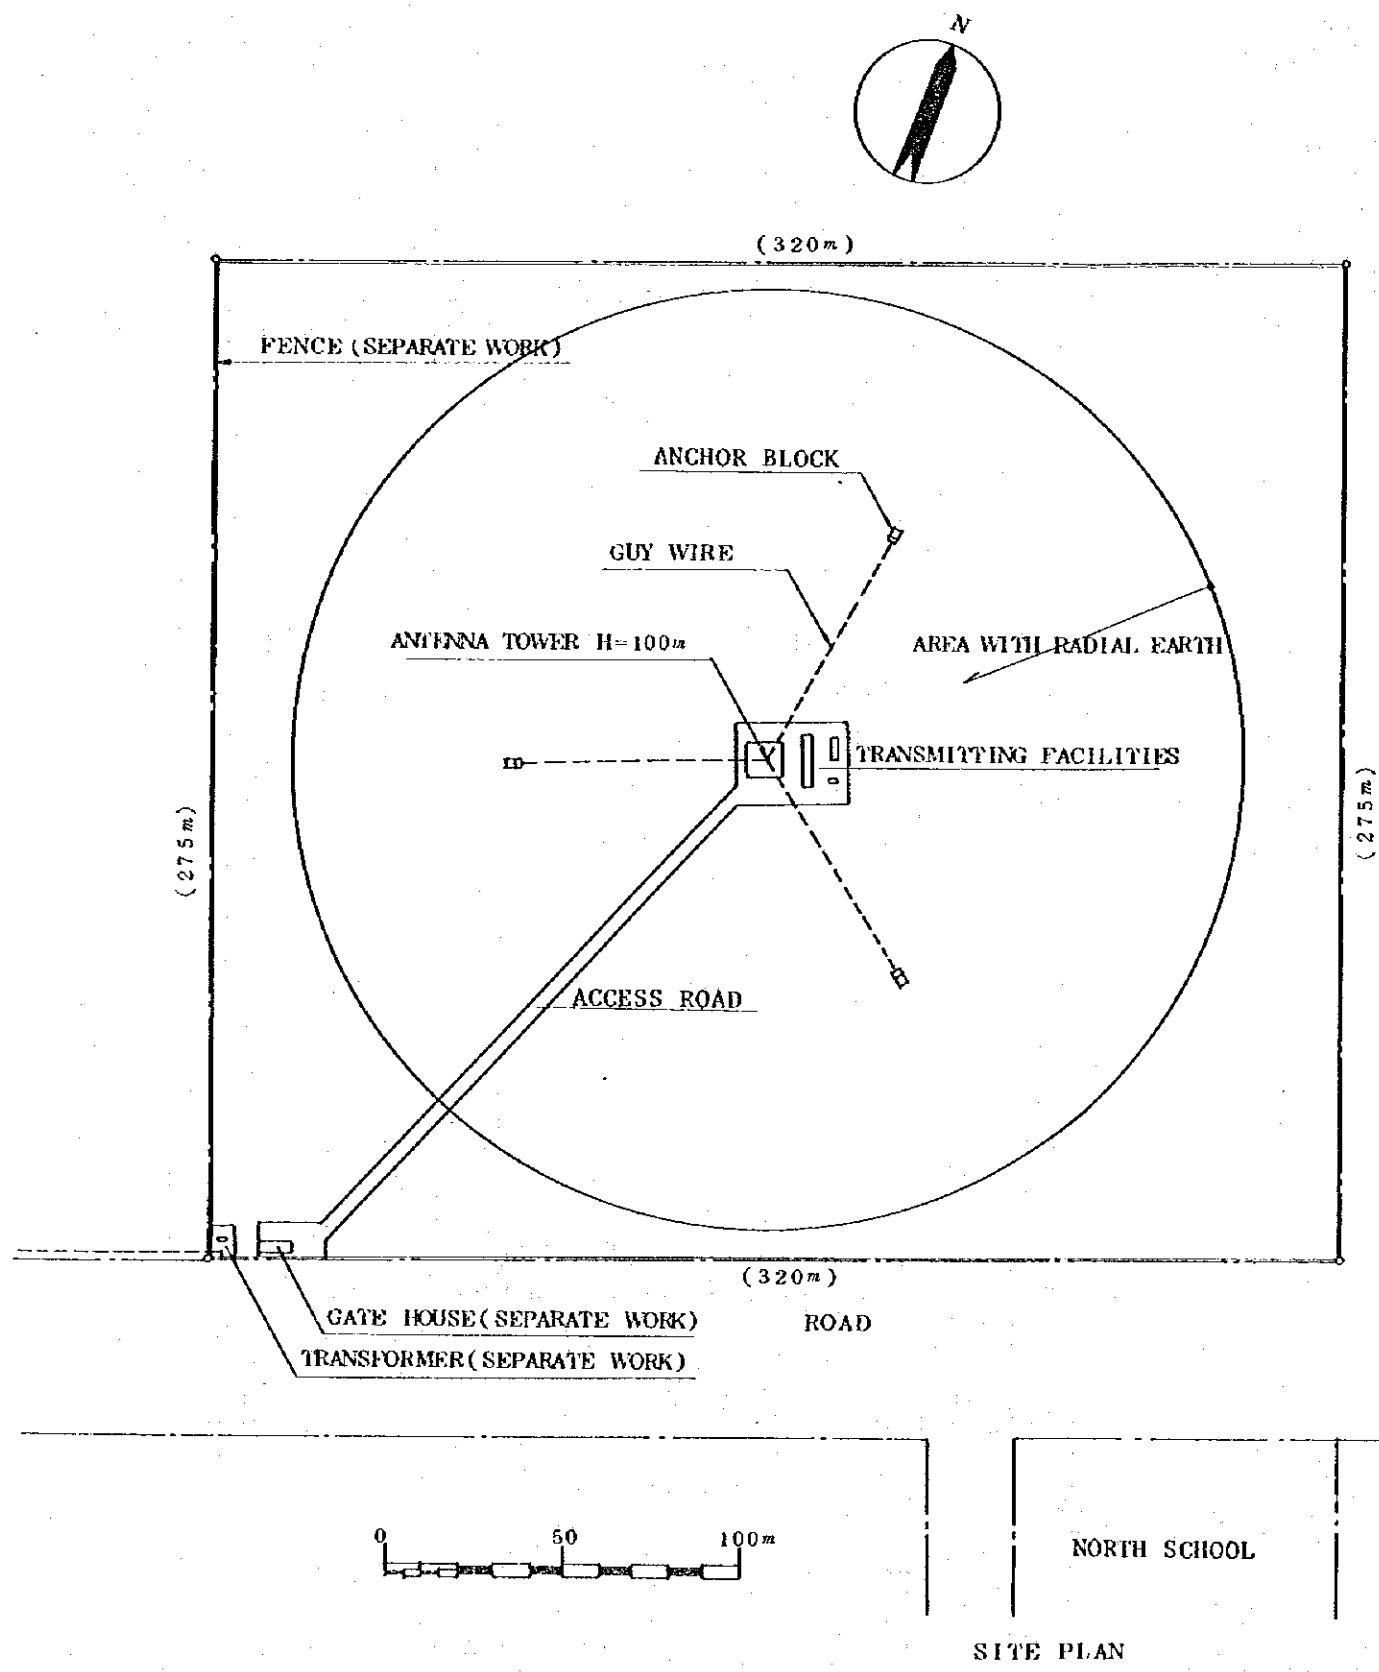 N
(320m)
FENCE (SEPARATE WORK)
ANCHOR BLOCK
GUY WIRE
ANTENNA TOWER H=100m
AREA WITH RADIAL EARTH
TRANSMITTING FACILITIES
(275m)
(275m)
ACCESS ROAD
(320m)
GATE HOUSE (SEPARATE WORK)
ROAD
TRANSFORMER (SEPARATE WORK)
0 50 100m
NORTH SCHOOL
SITE PLAN